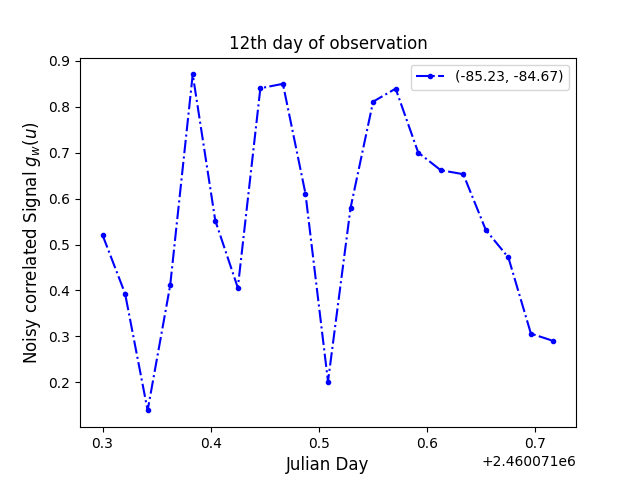 12th day of observation
(-85.23, -84.67)
Noisy correlated Signal g_w(u)
0.9
0.8
0.7
0.6
0.5
0.4
0.3
0.2
0.3 0.4 0.5 0.6 0.7
+2.460071e6
Julian Day